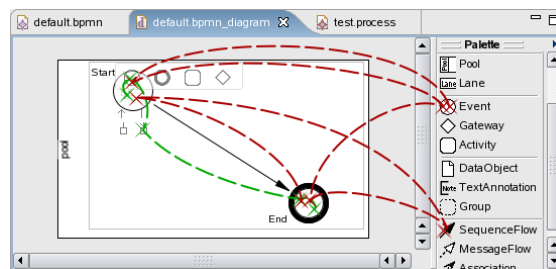 default.bpmn
default.bpmn_diagram
test.process
Palette
Pool
Lane
Lane
Event
Gateway
Activity
DataObject
Note
TextAnnotation
Group
SequenceFlow
MessageFlow
Association
Start
pool
End